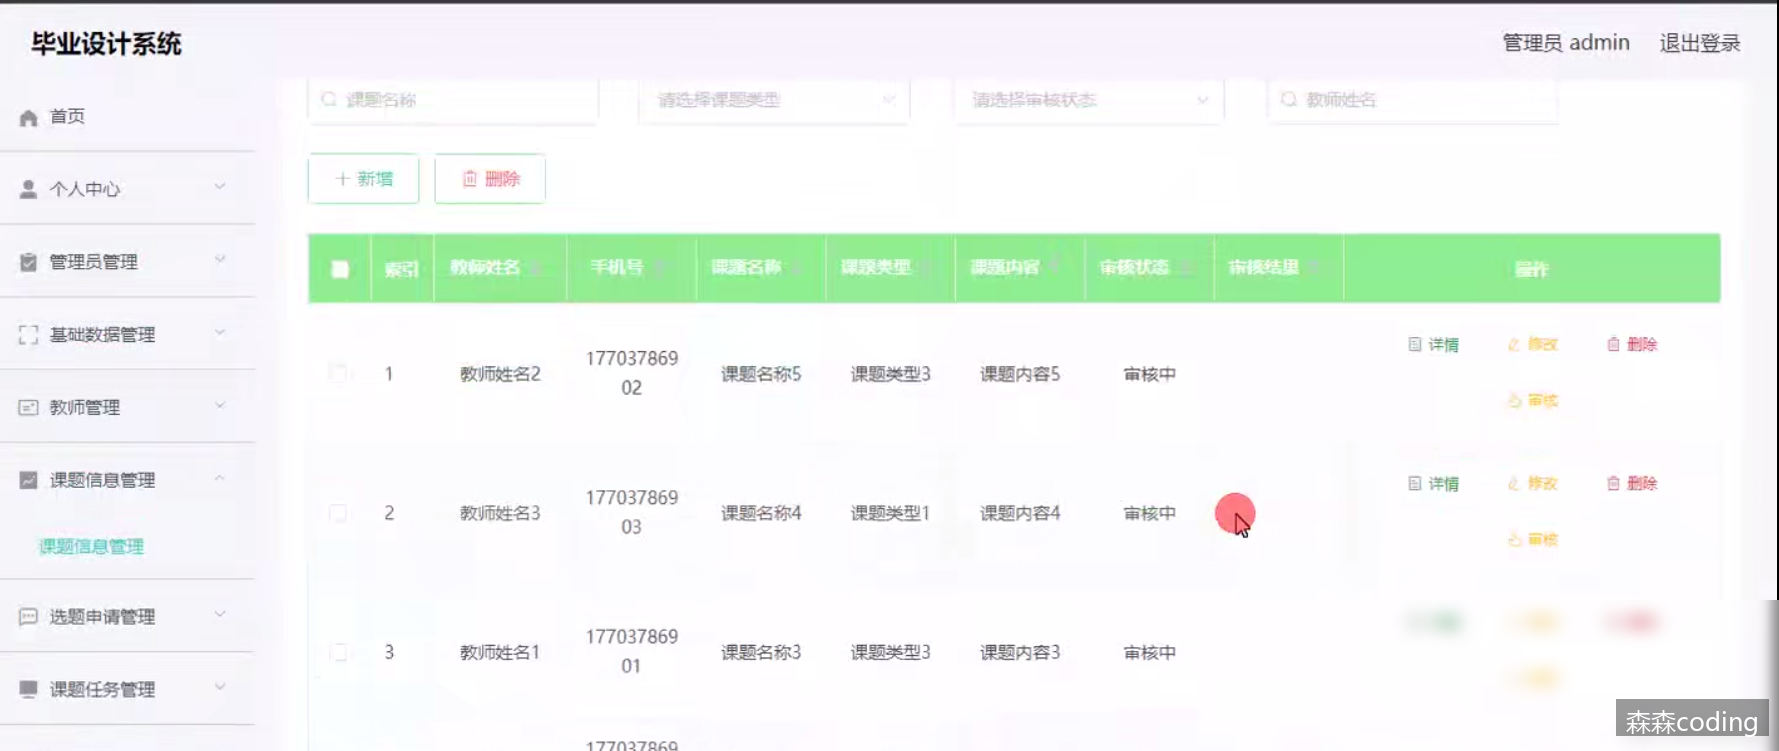 毕业设计系统
管理员 admin 退出登录
首页
个人中心
管理员管理
基础数据管理
教师管理
课题信息管理
课题信息管理
选题申请管理
课题任务管理
课题名称 请选择课题类型 请选择审核状态 教师姓名
新增 删除
索引 教师姓名 手机号 课题名称 课题类型 课题内容 审核状态 审核结果 操作
1 教师姓名2 17703786902 课题名称5 课题类型3 课题内容5 审核中 详情 修改 删除
审核
2 教师姓名3 17703786903 课题名称4 课题类型1 课题内容4 审核中 详情 修改 删除
审核
3 教师姓名1 17703786901 课题名称3 课题类型3 课题内容3 审核中
177037869
森森coding